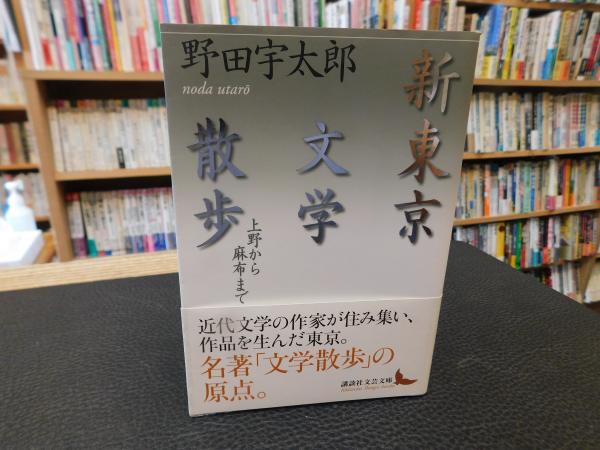 野田宇太郎
noda utarō
新東京
文学
散歩
上野から
麻布まで
近代文学の作家が住み集い、
作品を生んだ東京。
名著「文学散歩」の
原点。
講談社文芸文庫